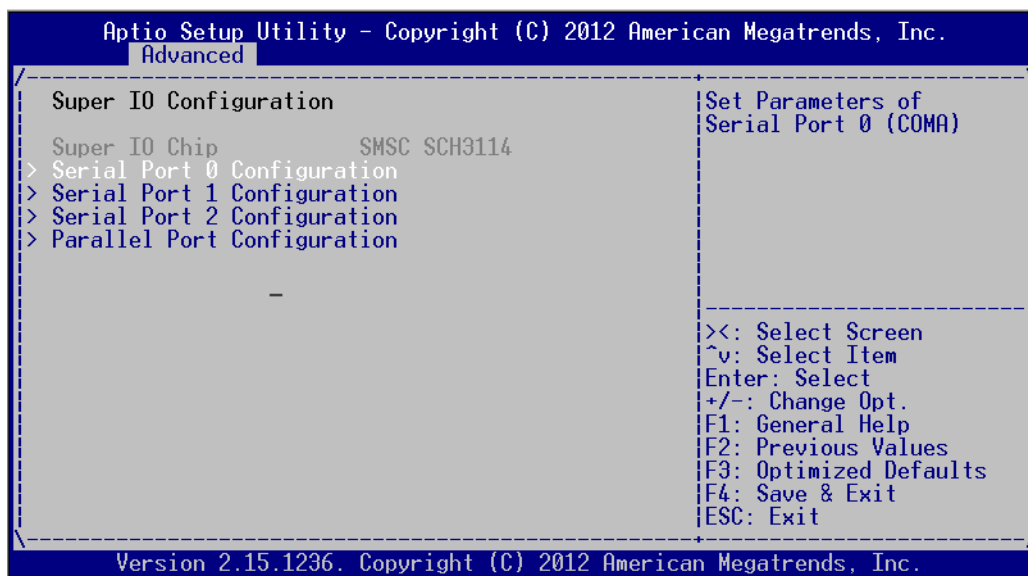 Aptio Setup Utility - Copyright (C) 2012 American Megatrends, Inc.
Advanced
Super IO Configuration
Super IO Chip SMSC SCH3114
> Serial Port 0 Configuration
> Serial Port 1 Configuration
> Serial Port 2 Configuration
> Parallel Port Configuration
Set Parameters of
Serial Port 0 (COMA)
><: Select Screen
^v: Select Item
Enter: Select
+/-: Change Opt.
F1: General Help
F2: Previous Values
F3: Optimized Defaults
F4: Save & Exit
ESC: Exit
Version 2.15.1236. Copyright (C) 2012 American Megatrends, Inc.